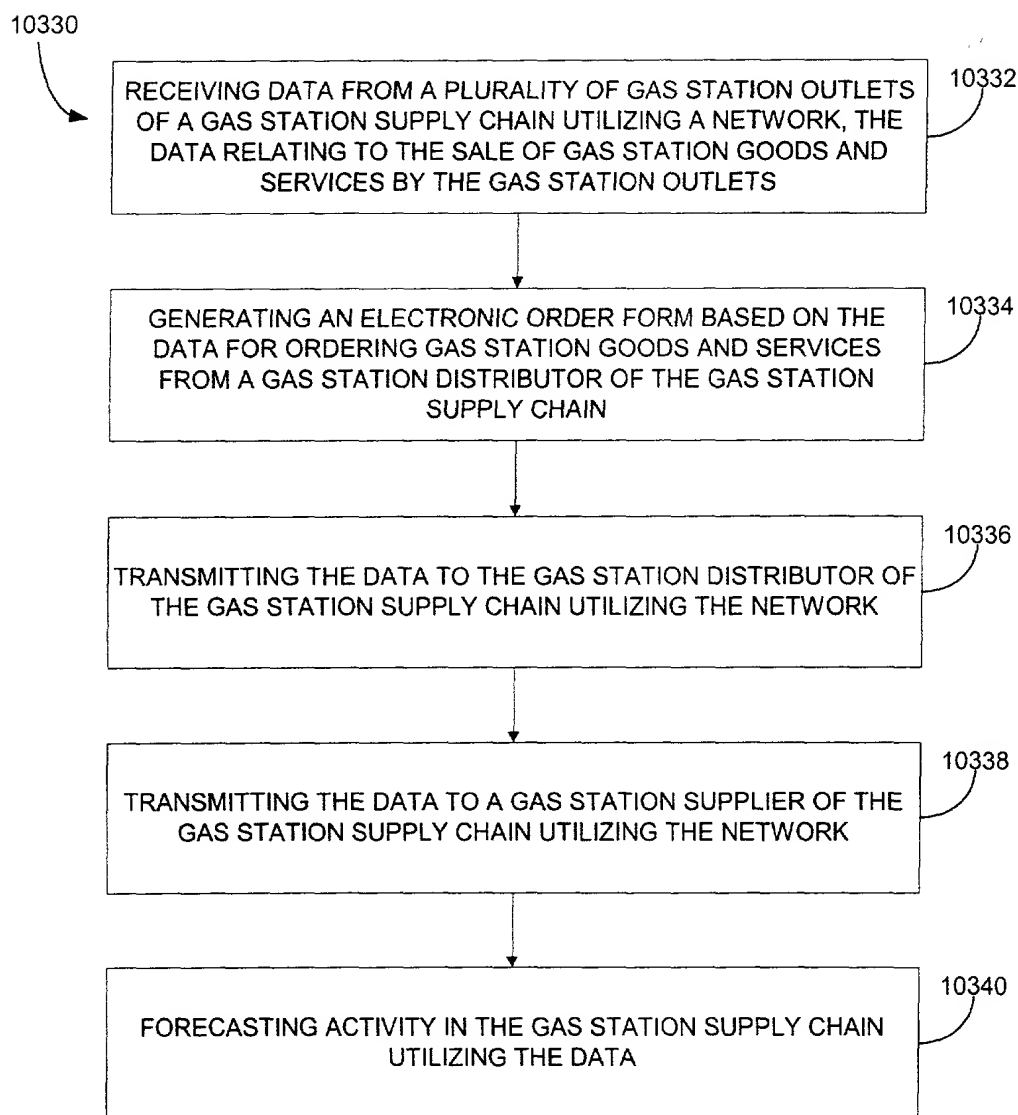 10330
RECEIVING DATA FROM A PLURALITY OF GAS STATION OUTLETS
OF A GAS STATION SUPPLY CHAIN UTILIZING A NETWORK, THE
DATA RELATING TO THE SALE OF GAS STATION GOODS AND
SERVICES BY THE GAS STATION OUTLETS
10332
GENERATING AN ELECTRONIC ORDER FORM BASED ON THE
DATA FOR ORDERING GAS STATION GOODS AND SERVICES
FROM A GAS STATION DISTRIBUTOR OF THE GAS STATION
SUPPLY CHAIN
10334
TRANSMITTING THE DATA TO THE GAS STATION DISTRIBUTOR OF
THE GAS STATION SUPPLY CHAIN UTILIZING THE NETWORK
10336
TRANSMITTING THE DATA TO A GAS STATION SUPPLIER OF THE
GAS STATION SUPPLY CHAIN UTILIZING THE NETWORK
10338
FORECASTING ACTIVITY IN THE GAS STATION SUPPLY CHAIN
UTILIZING THE DATA
10340